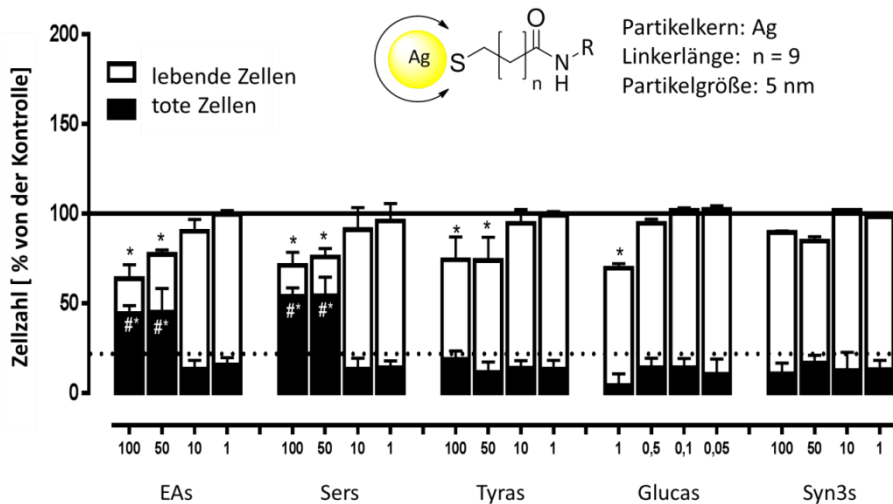 200
150
100
50
0
Zellzahl [ % von der Kontrolle]
lebende Zellen
tote Zellen
Ag
S
n
O
N
H
R
Partikelkern: Ag
Linkerlänge: n = 9
Partikelgröße: 5 nm
* * * * * * *
#* #* #* #*
100 50 10 1 100 50 10 1 100 50 10 1 1 0,5 0,1 0,05 100 50 10 1
EAs Sers Tyras Glucas Syn3s